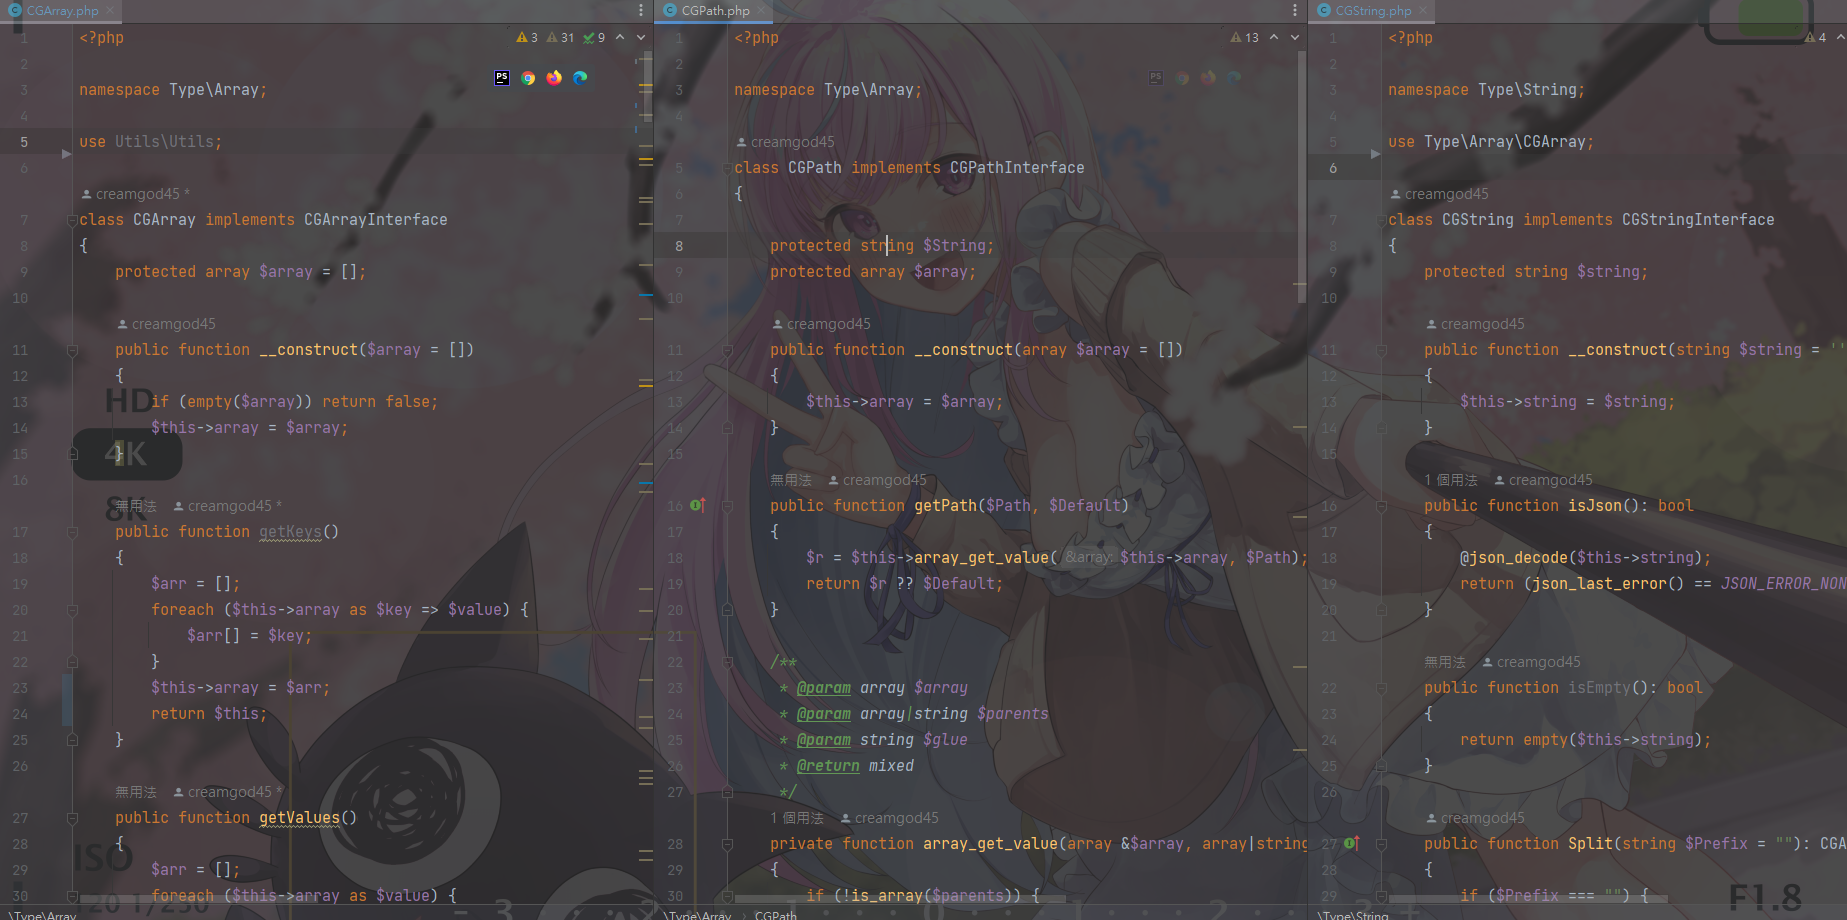 CGArray.php
3 31 9
1 <?php
2
3 namespace Type\Array;
4
5 use Utils\Utils;
6
creamgod45 *
7 class CGArray implements CGArrayInterface
8 {
9 protected array $array = [];
10
creamgod45
11 public function __construct($array = [])
12 {
13 if (empty($array)) return false;
14 $this->array = $array;
15 }
16
無用法 creamgod45 *
17 public function getKeys()
18 {
19 $arr = [];
20 foreach ($this->array as $key => $value) {
21 $arr[] = $key;
22 }
23 $this->array = $arr;
24 return $this;
25 }
26
無用法 creamgod45 *
27 public function getValues()
28 {
29 $arr = [];
30 foreach ($this->array as $value) {
\Type\Array
HD
4K
8K
ISO
CGPath.php
13
1 <?php
2
3 namespace Type\Array;
4
creamgod45
5 class CGPath implements CGPathInterface
6 {
7
8 protected string $String;
9 protected array $array;
10
creamgod45
11 public function __construct(array $array = [])
12 {
13 $this->array = $array;
14 }
15
無用法 creamgod45
16 public function getPath($Path, $Default)
17 {
18 $r = $this->array_get_value( &array: $this->array, $Path);
19 return $r ?? $Default;
20 }
21
22 /**
23 * @param array $array
24 * @param array|string $parents
25 * @param string $glue
26 * @return mixed
27 */
1 個用法 creamgod45
28 private function array_get_value(array &$array, array|string
29 {
30 if (!is_array($parents)) {
\Type\Array > CGPath
CGString.php
4
1 <?php
2
3 namespace Type\String;
4
5 use Type\Array\CGArray;
6
creamgod45
7 class CGString implements CGStringInterface
8 {
9 protected string $string;
10
creamgod45
11 public function __construct(string $string = ''
12 {
13 $this->string = $string;
14 }
15
1 個用法 creamgod45
16 public function isJson(): bool
17 {
18 @json_decode($this->string);
19 return (json_last_error() == JSON_ERROR_NON
20 }
21
無用法 creamgod45
22 public function isEmpty(): bool
23 {
24 return empty($this->string);
25 }
26
creamgod45
27 public function Split(string $Prefix = ""): CGA
28 {
29 if ($Prefix === "") {
\Type\String
F1.8